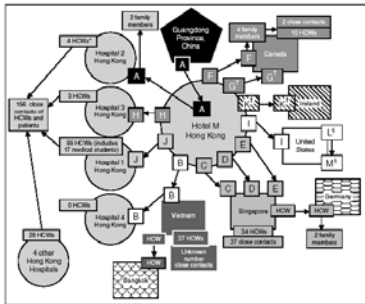 2 family
members
4 HCWs*
Hospital 2
Hong Kong
A
Guangdong
Province,
China
A
4 family
members
2 close contacts
10 HCWs
F
Canada
F
G†
G†
3 HCWs
Hospital 3
Hong Kong
H
H
A
Hotel M
Hong Kong
Ireland
156 close
contacts of
HCWs and
patients
I
I
United
States
L§
M§
99 HCWs (includes
17 medical students)
J
J
Hospital 1
Hong Kong
B
C
D
E
0 HCWs
Hospital 4
Hong Kong
B
C
D
E
Vietnam
HCW
37 HCWs
Unknown
number
close contacts
HCW
Bangkok
Singapore
34 HCWs
37 close contacts
HCW
HCW
Germany
2 family
members
28 HCWs
4 other
Hong Kong
Hospitals